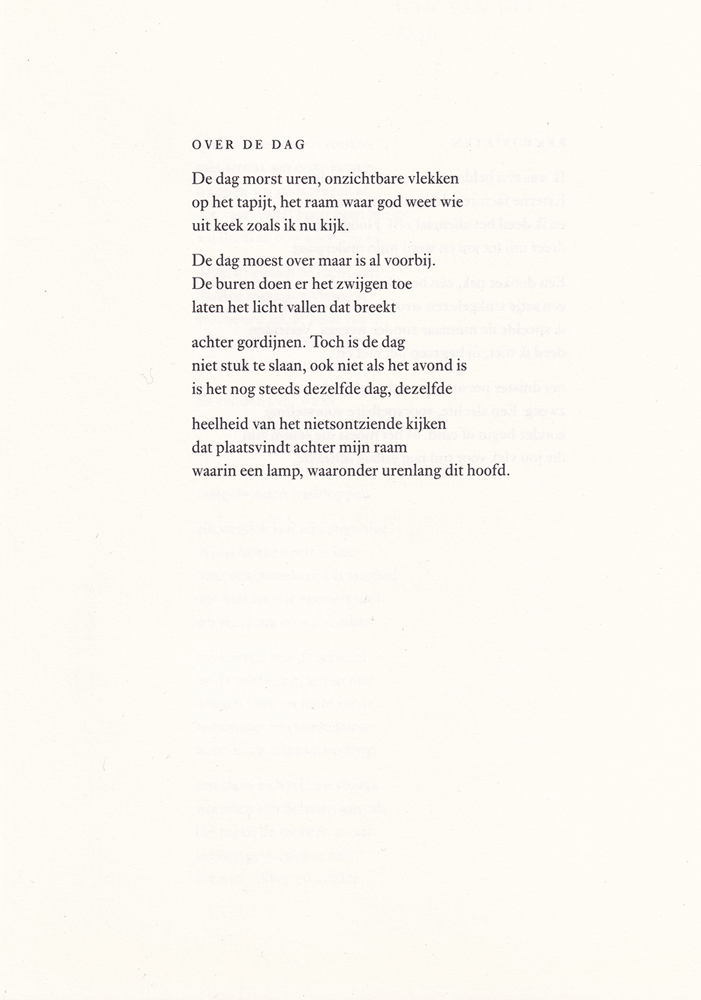 OVER DE DAG
De dag morst uren, onzichtbare vlekken
op het tapijt, het raam waar god weet wie
uit keek zoals ik nu kijk.
De dag moest over maar is al voorbij.
De buren doen er het zwijgen toe
laten het licht vallen dat breekt
achter gordijnen. Toch is de dag
niet stuk te slaan, ook niet als het avond is
is het nog steeds dezelfde dag, dezelfde
heelheid van het nietsontziende kijken
dat plaatsvindt achter mijn raam
waarin een lamp, waaronder urenlang dit hoofd.